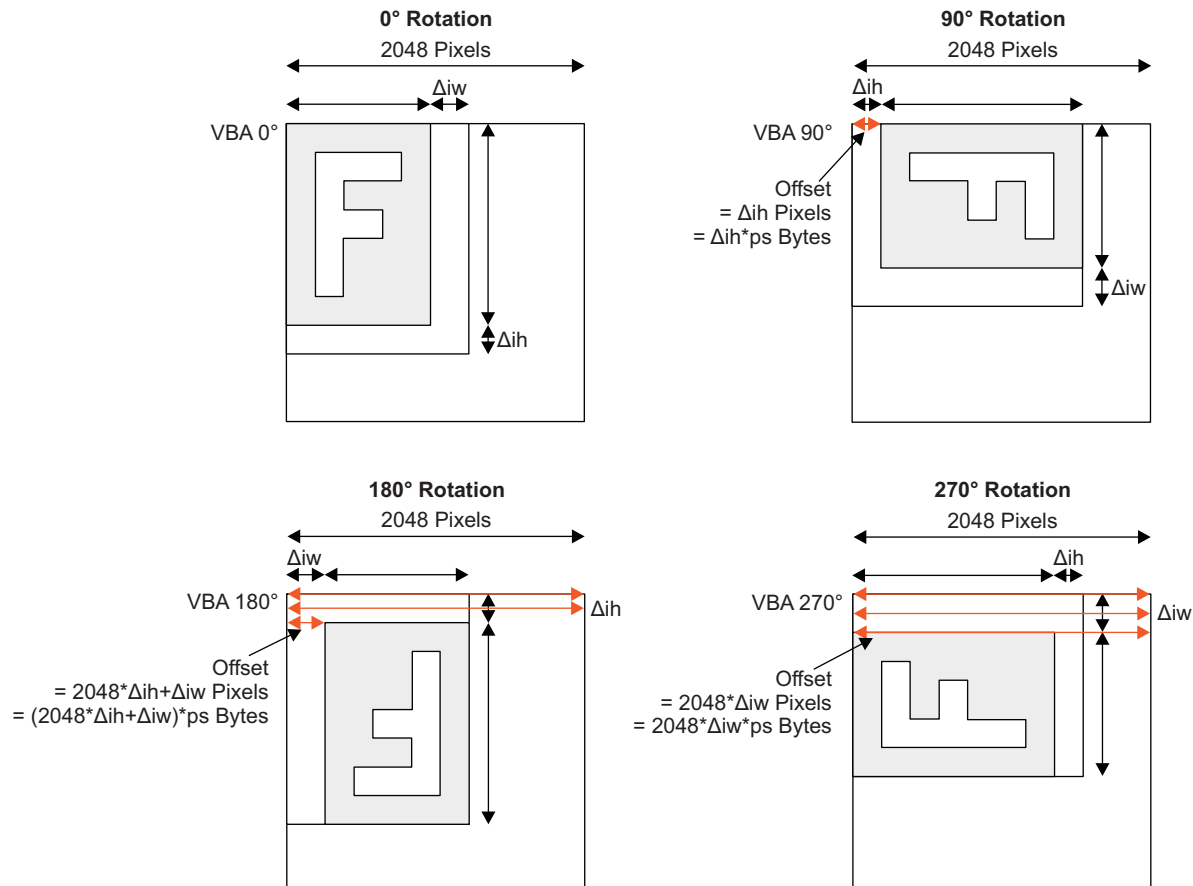 0° Rotation
2048 Pixels
Δiw
VBA 0°
Δih
90° Rotation
2048 Pixels
Δih
VBA 90°
Offset
= Δih Pixels
= Δih*ps Bytes
Δiw
180° Rotation
2048 Pixels
Δiw
VBA 180°
Δih
Offset
= 2048*Δih+Δiw Pixels
= (2048*Δih+Δiw)*ps Bytes
270° Rotation
2048 Pixels
Δih
VBA 270°
Δiw
Offset
= 2048*Δiw Pixels
= 2048*Δiw*ps Bytes